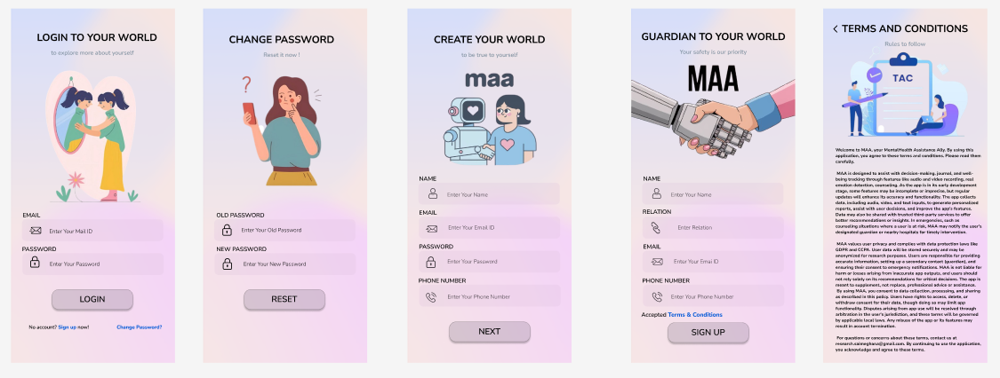 LOGIN TO YOUR WORLD
to explore more about yourself
EMAIL
Enter Your Mail ID
PASSWORD
Enter Your Password
LOGIN
No account? Sign up now!
Change Password?
CHANGE PASSWORD
Reset it now !
?
OLD PASSWORD
Enter Your Old Password
NEW PASSWORD
Enter Your New Password
RESET
CREATE YOUR WORLD
to be true to yourself
maa
NAME
Enter Your Name
EMAIL
Enter Your Email ID
PASSWORD
Enter Your Password
PHONE NUMBER
Enter Your Phone Number
NEXT
GUARDIAN TO YOUR WORLD
Your safety is our priority
MAA
NAME
Enter Your Name
RELATION
Enter Relation
EMAIL
Enter Your Emai ID
PHONE NUMBER
Enter Your Phone Number
Accepted Terms & Conditions
SIGN UP
TERMS AND CONDITIONS
Rules to follow
TAC
Welcome to MAA, your MentalHealth Assistance Ally. By using this
application, you agree to these terms and conditions. Please read them
carefully.
MAA is designed to assist with decision-making, journal, and well-
being tracking through features like audio and video recording, real
emotion detection, counseling. As the app is in its early development
stage, some features may be incomplete or imprecise, but regular
updates will enhance its accuracy and functionality. The app collects
data, including audio, video, and text inputs, to generate personalized
reports, assist with user decisions, and improve the app's features.
Data may also be shared with trusted third-party services to offer
better recommendations or insights. In emergencies, such as
counseling situations where a user is at risk, MAA may notify the user's
designated guardian or nearby hospitals for timely intervention.
MAA values user privacy and complies with data protection laws like
GDPR and CCPA. User data will be stored securely and may be
anonymized for research purposes. Users are responsible for providing
accurate information, setting up a secondary contact (guardian), and
ensuring their consent to emergency notifications. MAA is not liable for
harm or losses arising from inaccurate app outputs, and users should
not rely solely on its recommendations for critical decisions. The app is
meant to supplement, not replace, professional advice or assistance.
By using MAA, you consent to data collection, processing, and sharing
as described in this policy. Users have rights to access, delete, or
withdraw consent for their data, though doing so may limit app
functionality. Disputes arising from app use will be resolved through
arbitration in the user's jurisdiction, and these terms will be governed
by applicable local laws. Any misuse of the app or its features may
result in account termination.
For questions or concerns about these terms, contact us at
research.saimeghana@gmail.com. By continuing to use the application,
you acknowledge and agree to these terms.